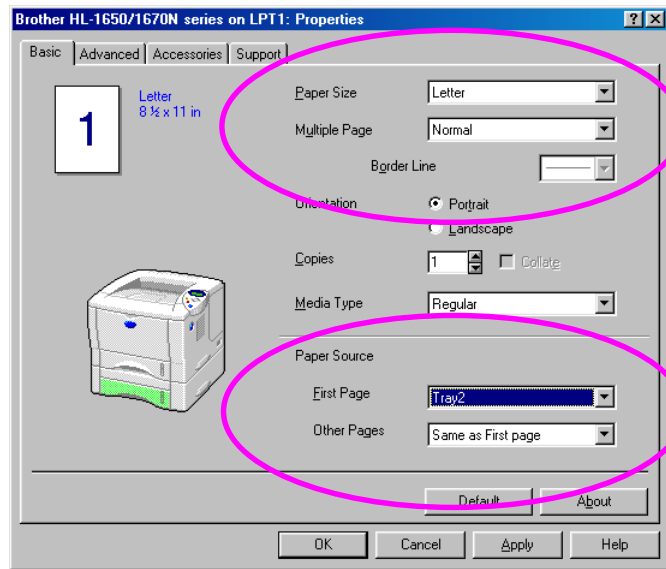 Brother HL-1650/1670N series on LPT1: Properties
Basic Advanced Accessories Support
1
Letter
8 ½ x 11 in
Paper Size Letter
Multiple Page Normal
Border Line
Orientation Portrait
Landscape
Copies 1 Collate
Media Type Regular
Paper Source
First Page Tray2
Other Pages Same as First page
Default About
OK Cancel Apply Help